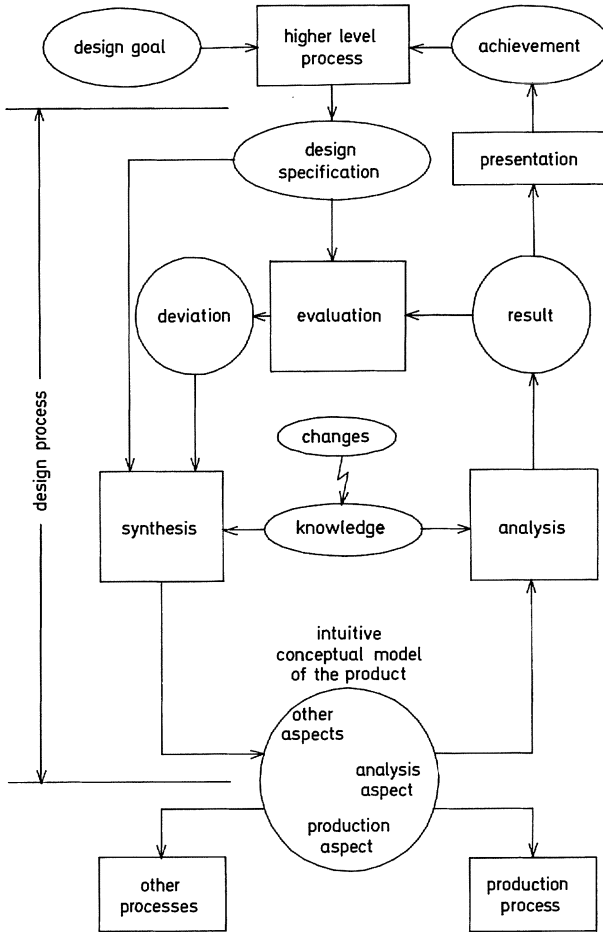 design goal
higher level
process
achievement
design
specification
presentation
deviation
evaluation
result
changes
design process
synthesis
knowledge
analysis
intuitive
conceptual model
of the product
other
aspects
analysis
aspect
production
aspect
other
processes
production
process